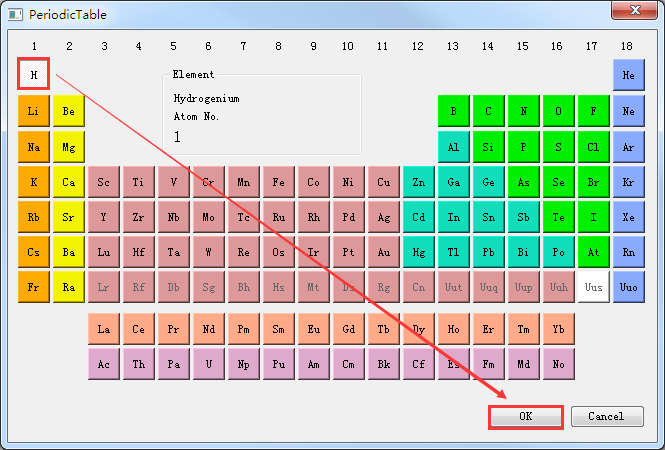 PeriodicTable
1 2 3 4 5 6 7 8 9 10 11 12 13 14 15 16 17 18
H He
Element
Hydrogenium
Atom No.
1
Li Be B C N O F Ne
Na Mg Al Si P S Cl Ar
K Ca Sc Ti V Cr Mn Fe Co Ni Cu Zn Ga Ge As Se Br Kr
Rb Sr Y Zr Nb Mo Tc Ru Rh Pd Ag Cd In Sn Sb Te I Xe
Cs Ba Lu Hf Ta W Re Os Ir Pt Au Hg Tl Pb Bi Po At Rn
Fr Ra Lr Rf Db Sg Bh Hs Mt Ds Rg Cn Uut Uuq Uup Uuh Uus Uuo
La Ce Pr Nd Pm Sm Eu Gd Tb Dy Ho Er Tm Yb
Ac Th Pa U Np Pu Am Cm Bk Cf Es Fm Md No
OK Cancel